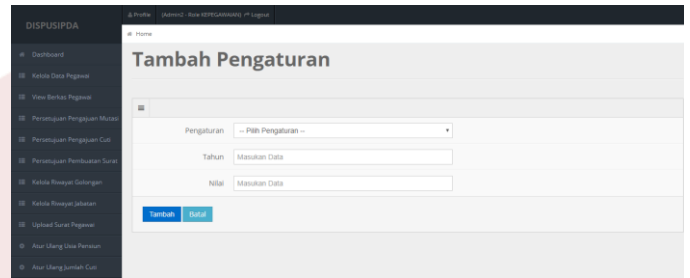 DISPUSIPDA
Profile (Admin2 - Role KEPEGAWAIAN) Logout
Home
Dashboard
Kelola Data Pegawai
View Berkas Pegawai
Persetujuan Pengajuan Mutasi
Persetujuan Pengajuan Cuti
Persetujuan Pembuatan Surat
Kelola Riwayat Golongan
Kelola Riwayat Jabatan
Upload Surat Pegawai
Atur Ulang Usia Pensiun
Atur Ulang Jumlah Cuti
Tambah Pengaturan
Pengaturan -- Pilih Pengaturan --
Tahun Masukan Data
Nilai Masukan Data
Tambah Batal